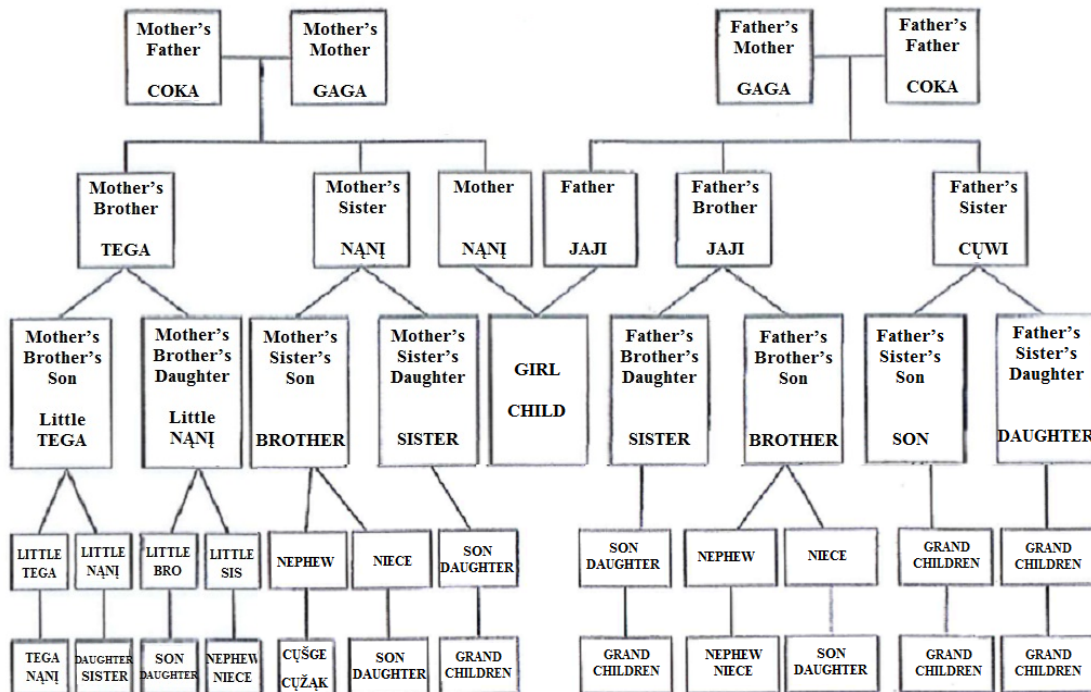 Mother's
Father
COKA
Mother's
Mother
GAGA
Father's
Mother
GAGA
Father's
Father
COKA
Mother's
Brother
TEGA
Mother's
Sister
NĄNĮ
Mother
NĄNĮ
Father
JAJI
Father's
Brother
JAJI
Father's
Sister
CŲWI
Mother's
Brother's
Son
Little
TEGA
Mother's
Brother's
Daughter
Little
NĄNĮ
Mother's
Sister's
Son
BROTHER
Mother's
Sister's
Daughter
SISTER
GIRL
CHILD
Father's
Brother's
Daughter
SISTER
Father's
Brother's
Son
BROTHER
Father's
Sister's
Son
SON
Father's
Sister's
Daughter
DAUGHTER
LITTLE
TEGA
LITTLE
NĄNĮ
LITTLE
BRO
LITTLE
SIS
NEPHEW
NIECE
SON
DAUGHTER
SON
DAUGHTER
NEPHEW
NIECE
GRAND
CHILDREN
GRAND
CHILDREN
TEGA
NĄNĮ
DAUGHTER
SISTER
SON
DAUGHTER
NEPHEW
NIECE
CŲŠGE
CŲŽĄK
SON
DAUGHTER
GRAND
CHILDREN
GRAND
CHILDREN
NEPHEW
NIECE
SON
DAUGHTER
GRAND
CHILDREN
GRAND
CHILDREN